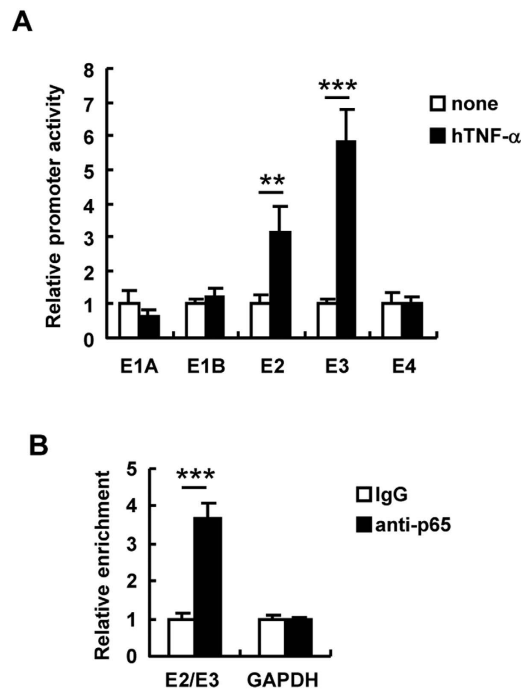 A
Relative promoter activity
8
7
6
5
4
3
2
1
0
***
**
none
hTNF-α
E1A E1B E2 E3 E4
B
Relative enrichment
5
4
3
2
1
0
***
IgG
anti-p65
E2/E3 GAPDH